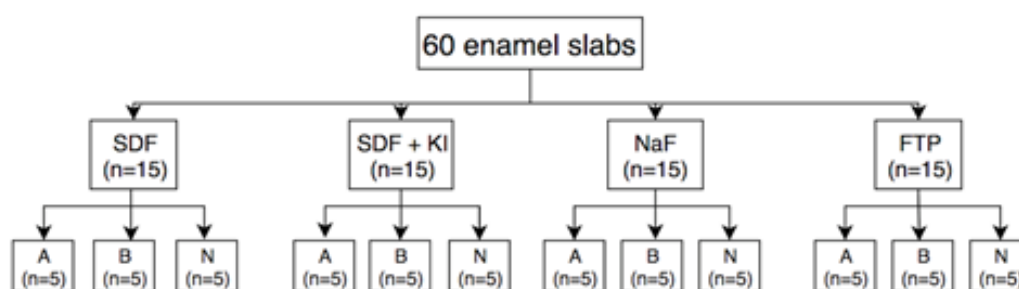 60 enamel slabs
SDF
(n=15)
SDF + KI
(n=15)
NaF
(n=15)
FTP
(n=15)
A
(n=5)
B
(n=5)
N
(n=5)
A
(n=5)
B
(n=5)
N
(n=5)
A
(n=5)
B
(n=5)
N
(n=5)
A
(n=5)
B
(n=5)
N
(n=5)